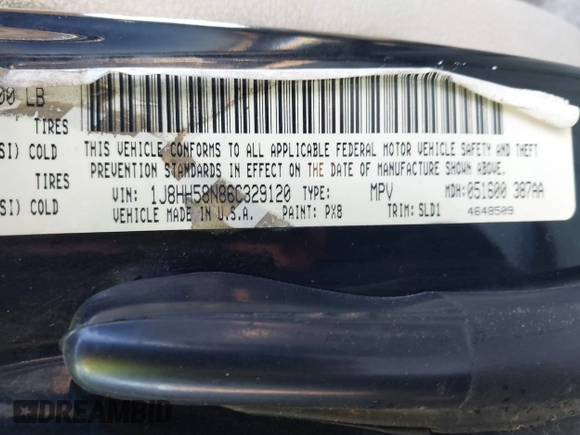 00 LB
TIRES THIS VEHICLE CONFORMS TO ALL APPLICABLE FEDERAL MOTOR VEHICLE SAFETY AND THEFT
SI) COLD PREVENTION STANDARDS IN EFFECT ON THE DATE OF MANUFACTURE SHOWN ABOVE.
TIRES VIN: 1J8HH58N86C329120 TYPE: MPV MDH: 051600 387AA
SI) COLD VEHICLE MADE IN U.S.A. PAINT: PX8 TRIM: SLD1 4648509
DREAMBID